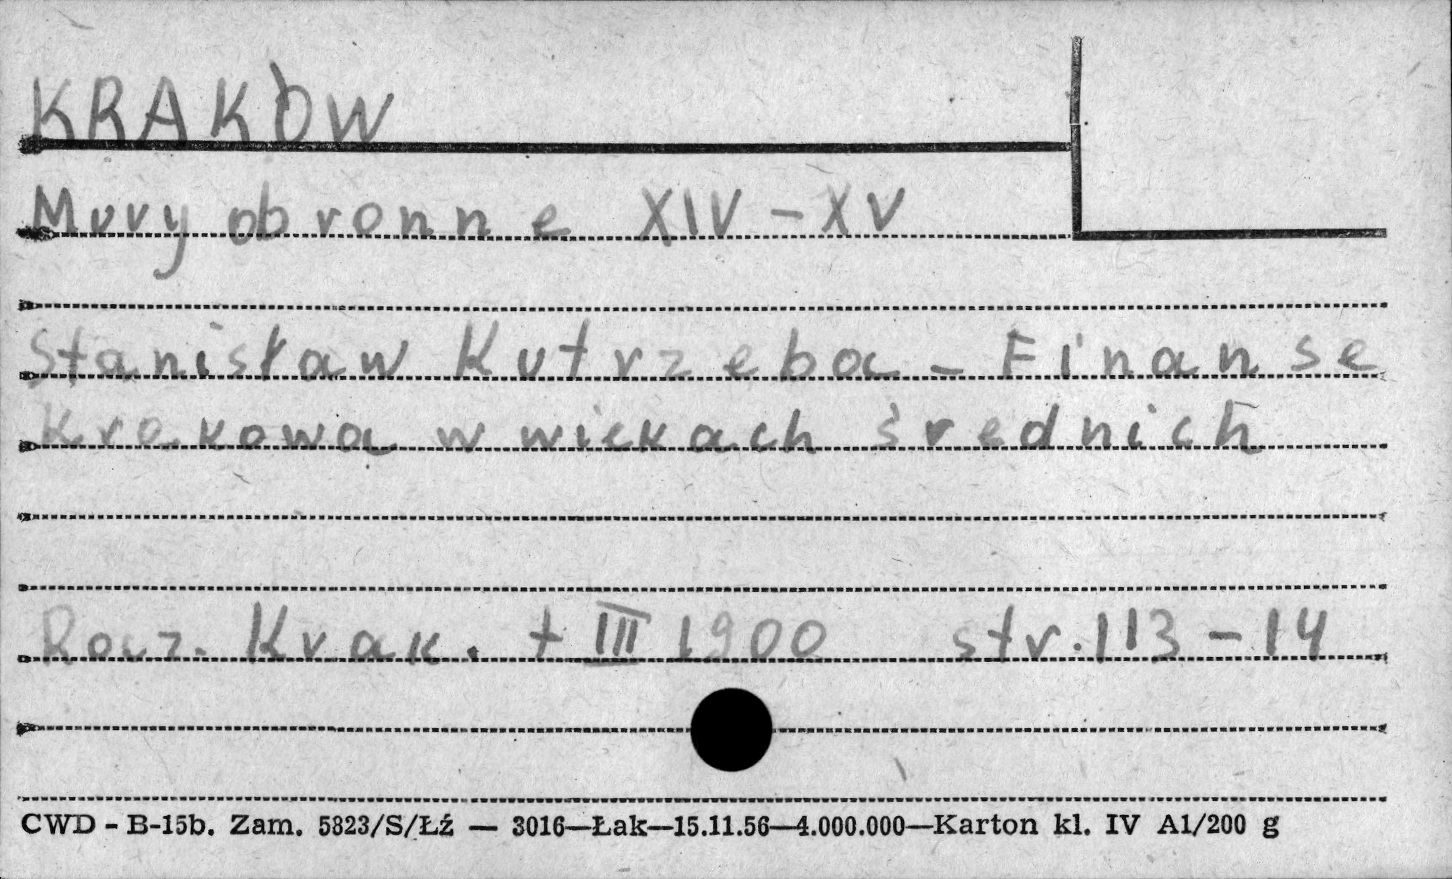 KRAKÓW
Mury obronne XIV - XV
Stanisław Kutrzeba - Finanse
Krakowa w wiekach średnich
Rocz. Krak. t III 1900 str. 113 - 14
CWD - B-15b. Zam. 5823/S/Łź — 3016—Łak—15.11.56—4.000.000—Karton kl. IV A1/200 g